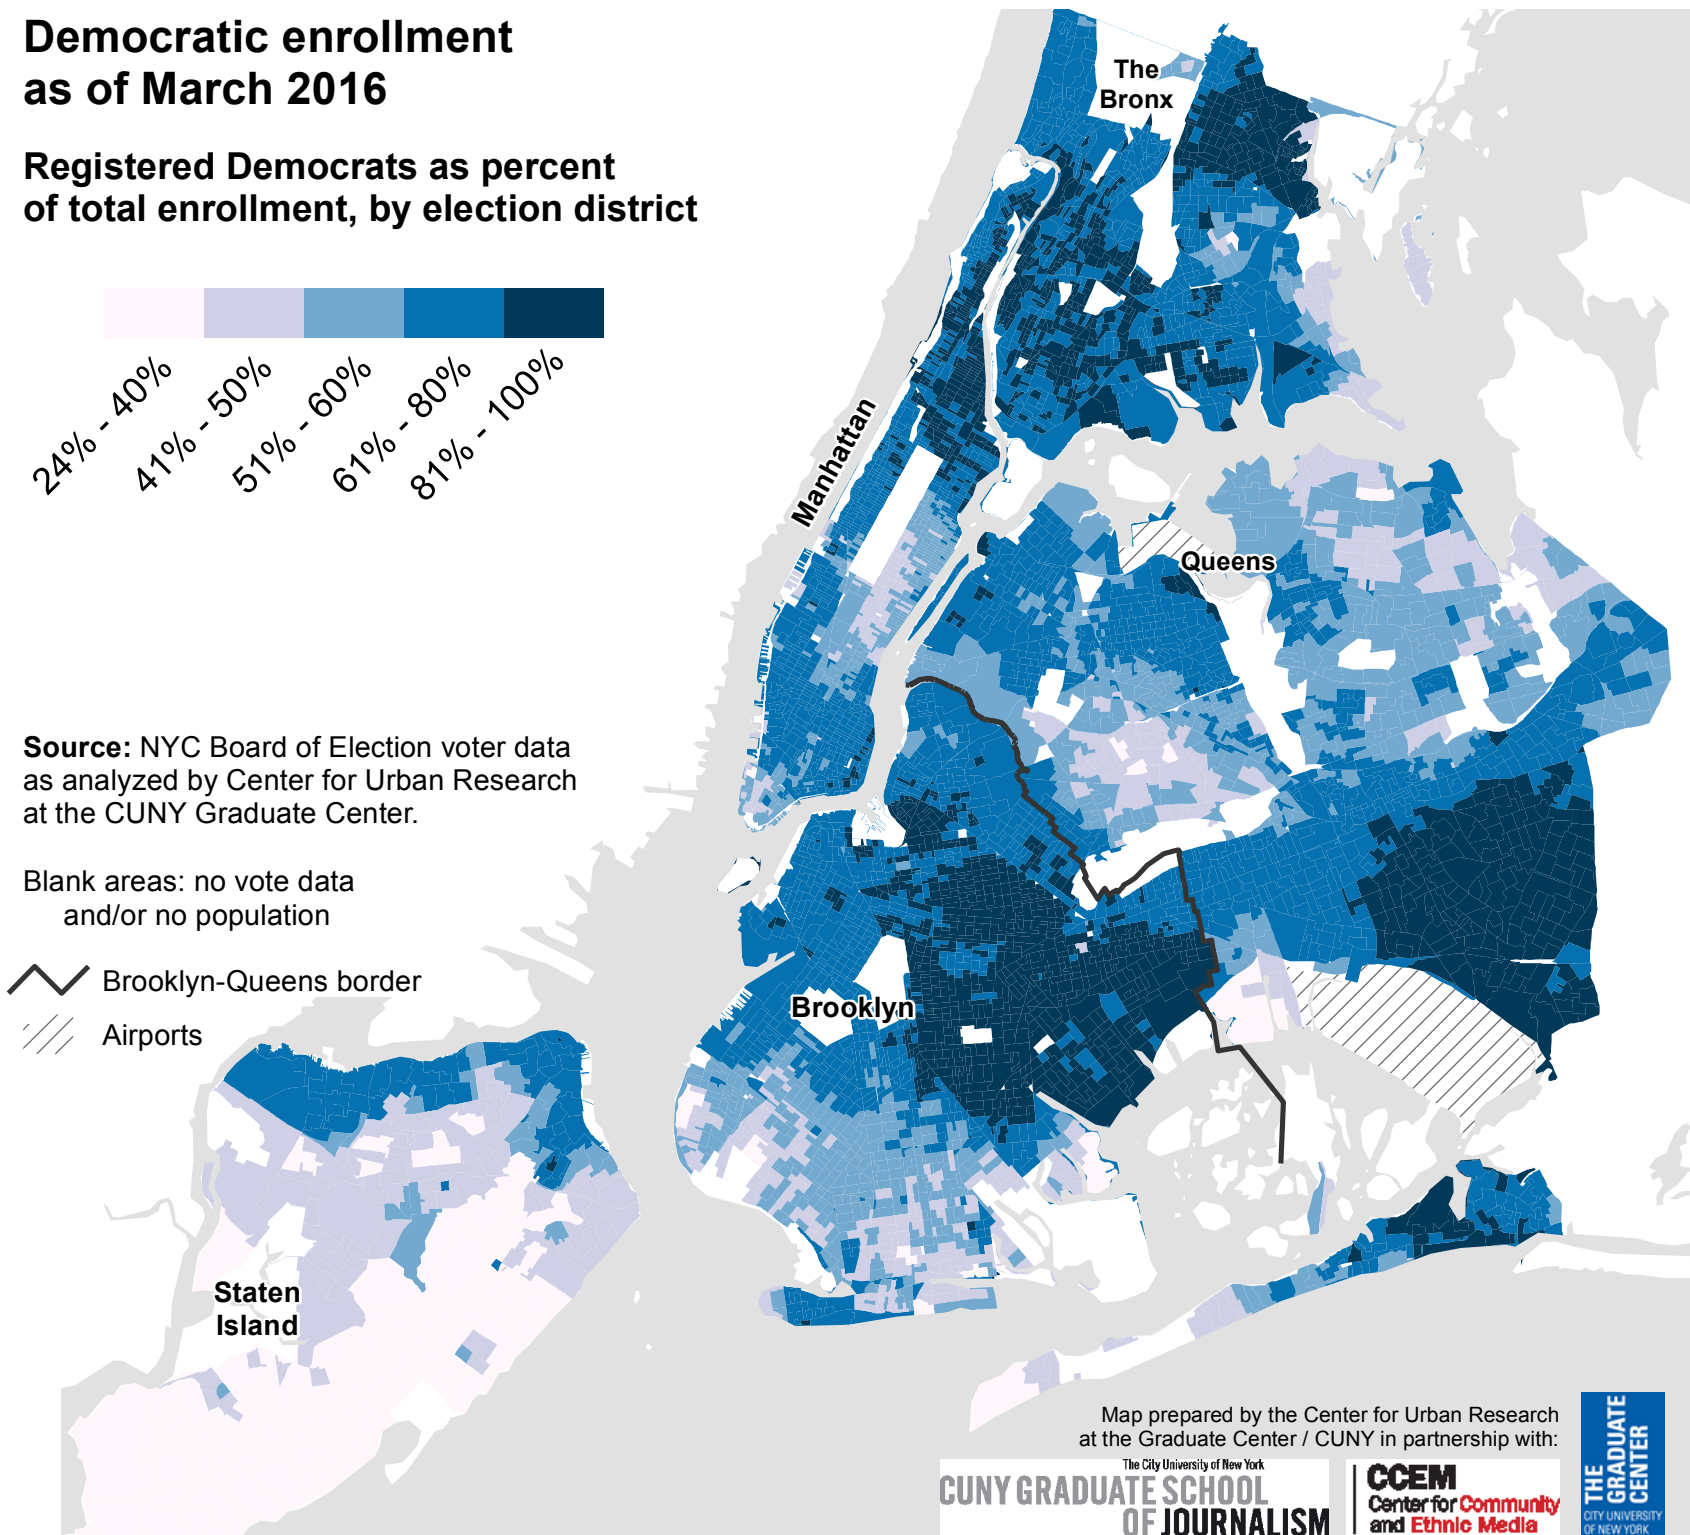 Democratic enrollment
as of March 2016
Registered Democrats as percent
of total enrollment, by election district
24% - 40%
41% - 50%
51% - 60%
61% - 80%
81% - 100%
The
Bronx
Manhattan
Queens
Source: NYC Board of Election voter data
as analyzed by Center for Urban Research
at the CUNY Graduate Center.
Blank areas: no vote data
and/or no population
Brooklyn-Queens border
Airports
Brooklyn
Staten
Island
Map prepared by the Center for Urban Research
at the Graduate Center / CUNY in partnership with:
The City University of New York
CUNY GRADUATE SCHOOL
OF JOURNALISM
CCEM
Center for Community
and Ethnic Media
THE
GRADUATE
CENTER
CITY UNIVERSITY
OF NEW YORK